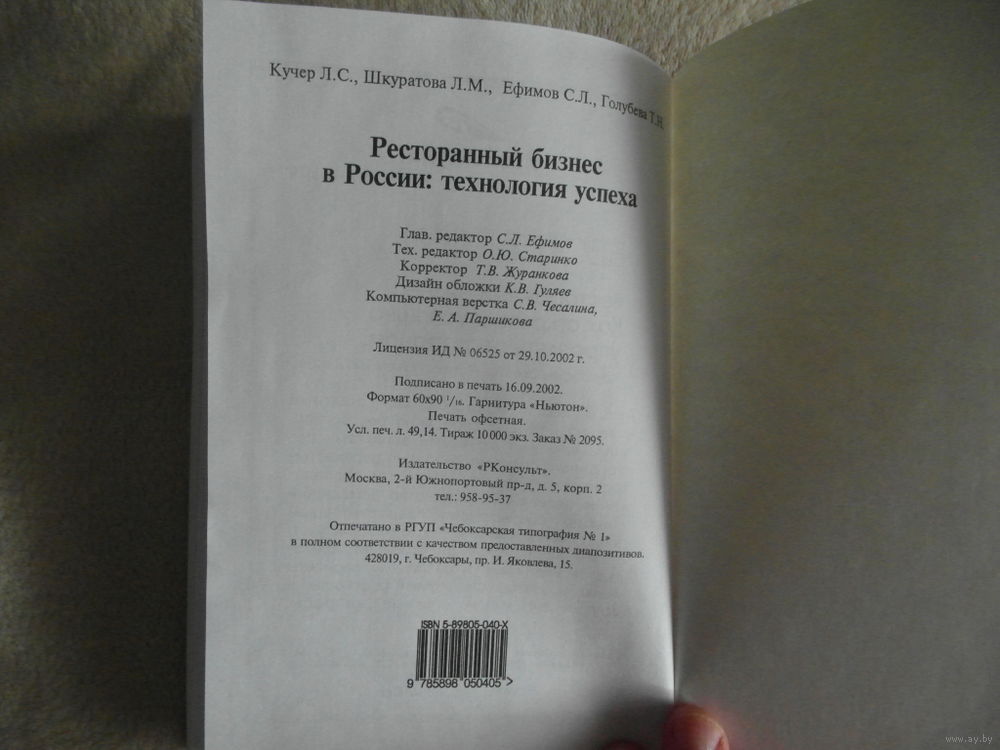 Кучер Л.С., Шкуратова Л.М., Ефимов С.Л., Голубева Т.Н.
Ресторанный бизнес
в России: технология успеха
Глав. редактор С.Л. Ефимов
Тех. редактор О.Ю. Старинко
Корректор Т.В. Журанкова
Дизайн обложки К.В. Гуляев
Компьютерная верстка С.В. Чесалина,
Е. А. Паршикова
Лицензия ИД № 06525 от 29.10.2002 г.
Подписано в печать 16.09.2002.
Формат 60х90 1/16. Гарнитура «Ньютон».
Печать офсетная.
Усл. печ. л. 49,14. Тираж 10 000 экз. Заказ № 2095.
Издательство «РКонсульт».
Москва, 2-й Южнопортовый пр-д, д. 5, корп. 2
тел.: 958-95-37
Отпечатано в РГУП «Чебоксарская типография № 1»
в полном соответствии с качеством предоставленных диапозитивов.
428019, г. Чебоксары, пр. И. Яковлева, 15.
ISBN 5-89805-040-X
9 785898 050405 >
www.ay.by